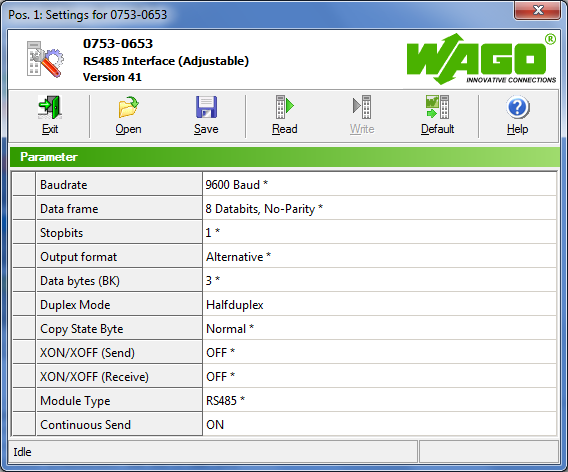 Pos. 1: Settings for 0753-0653
0753-0653
RS485 Interface (Adjustable)
Version 41
WAGO®
INNOVATIVE CONNECTIONS
Exit Open Save Read Write Default Help
Parameter
Baudrate 9600 Baud *
Data frame 8 Databits, No-Parity *
Stopbits 1 *
Output format Alternative *
Data bytes (BK) 3 *
Duplex Mode Halfduplex
Copy State Byte Normal *
XON/XOFF (Send) OFF *
XON/XOFF (Receive) OFF *
Module Type RS485 *
Continuous Send ON
Idle